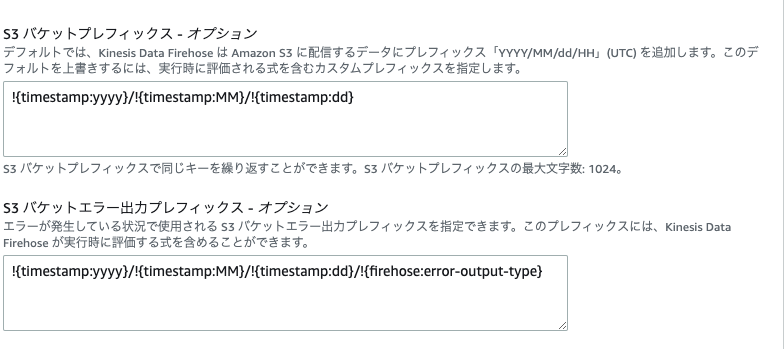 S3 バケットプレフィックス - オプション
デフォルトでは、Kinesis Data Firehose は Amazon S3 に配信するデータにプレフィックス「YYYY/MM/dd/HH」(UTC) を追加します。このデ
フォルトを上書きするには、実行時に評価される式を含むカスタムプレフィックスを指定します。
!{timestamp:yyyy}/!{timestamp:MM}/!{timestamp:dd}
S3 バケットプレフィックスで同じキーを繰り返すことができます。S3 バケットプレフィックスの最大文字数: 1024。
S3 バケットエラー出力プレフィックス - オプション
エラーが発生している状況で使用される S3 バケットエラー出力プレフィックスを指定できます。このプレフィックスには、Kinesis Data
Firehose が実行時に評価する式を含めることができます。
!{timestamp:yyyy}/!{timestamp:MM}/!{timestamp:dd}/!{firehose:error-output-type}